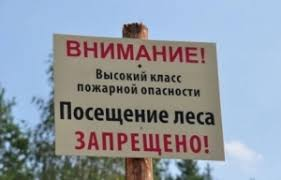 ВНИМАНИЕ!
Высокий класс
пожарной опасности
Посещение леса
ЗАПРЕЩЕНО!